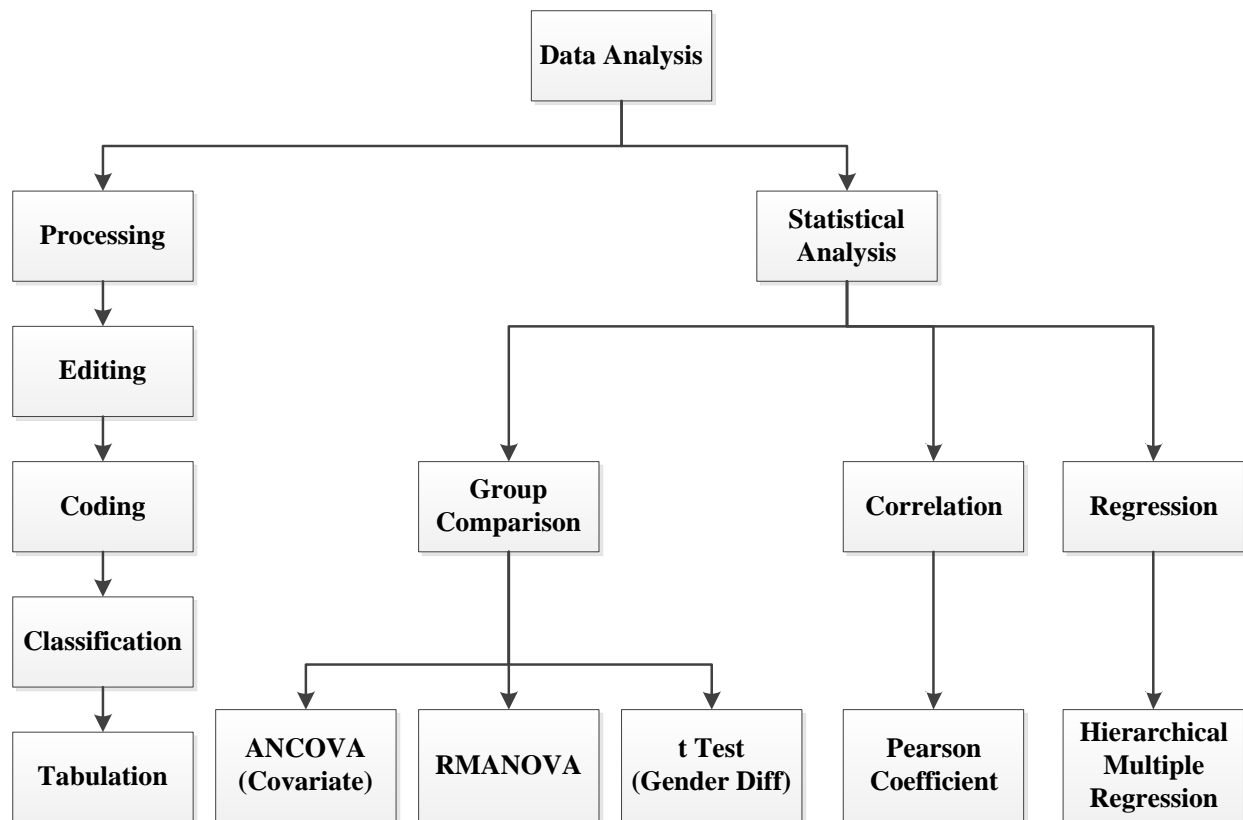 Data Analysis
Processing
Statistical
Analysis
Editing
Coding
Group
Comparison
Correlation
Regression
Classification
Tabulation
ANCOVA
(Covariate)
RMANOVA
t Test
(Gender Diff)
Pearson
Coefficient
Hierarchical
Multiple
Regression